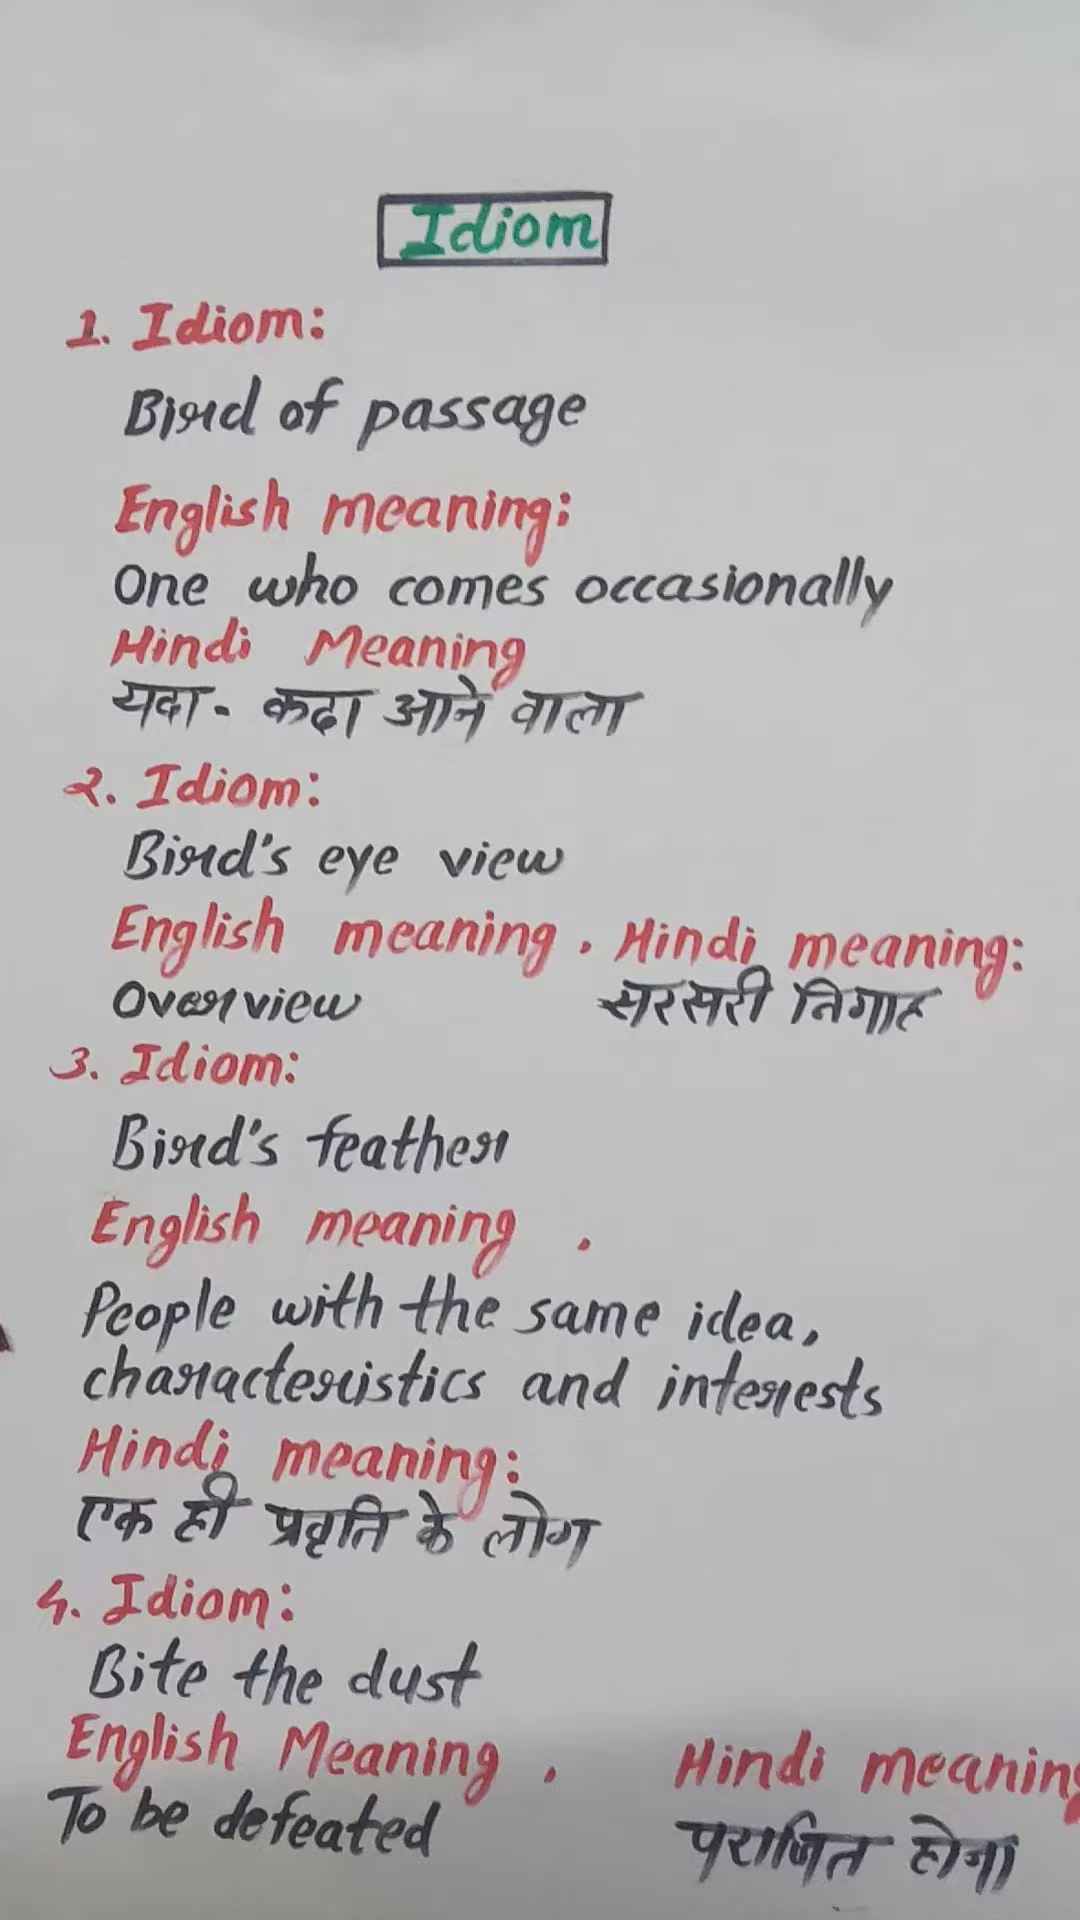 Idiom
1. Idiom:
Bird of passage
English meaning:
One who comes occasionally
Hindi Meaning
यदा - कदा आने वाला
2. Idiom:
Bird's eye view
English meaning . Hindi meaning:
Overview सरसरी निगाह
3. Idiom:
Bird's feather
English meaning .
People with the same idea,
characteristics and interests
Hindi meaning:
एक ही प्रवृति के लोग
4. Idiom:
Bite the dust
English Meaning . Hindi meaning
To be defeated पराजित होना